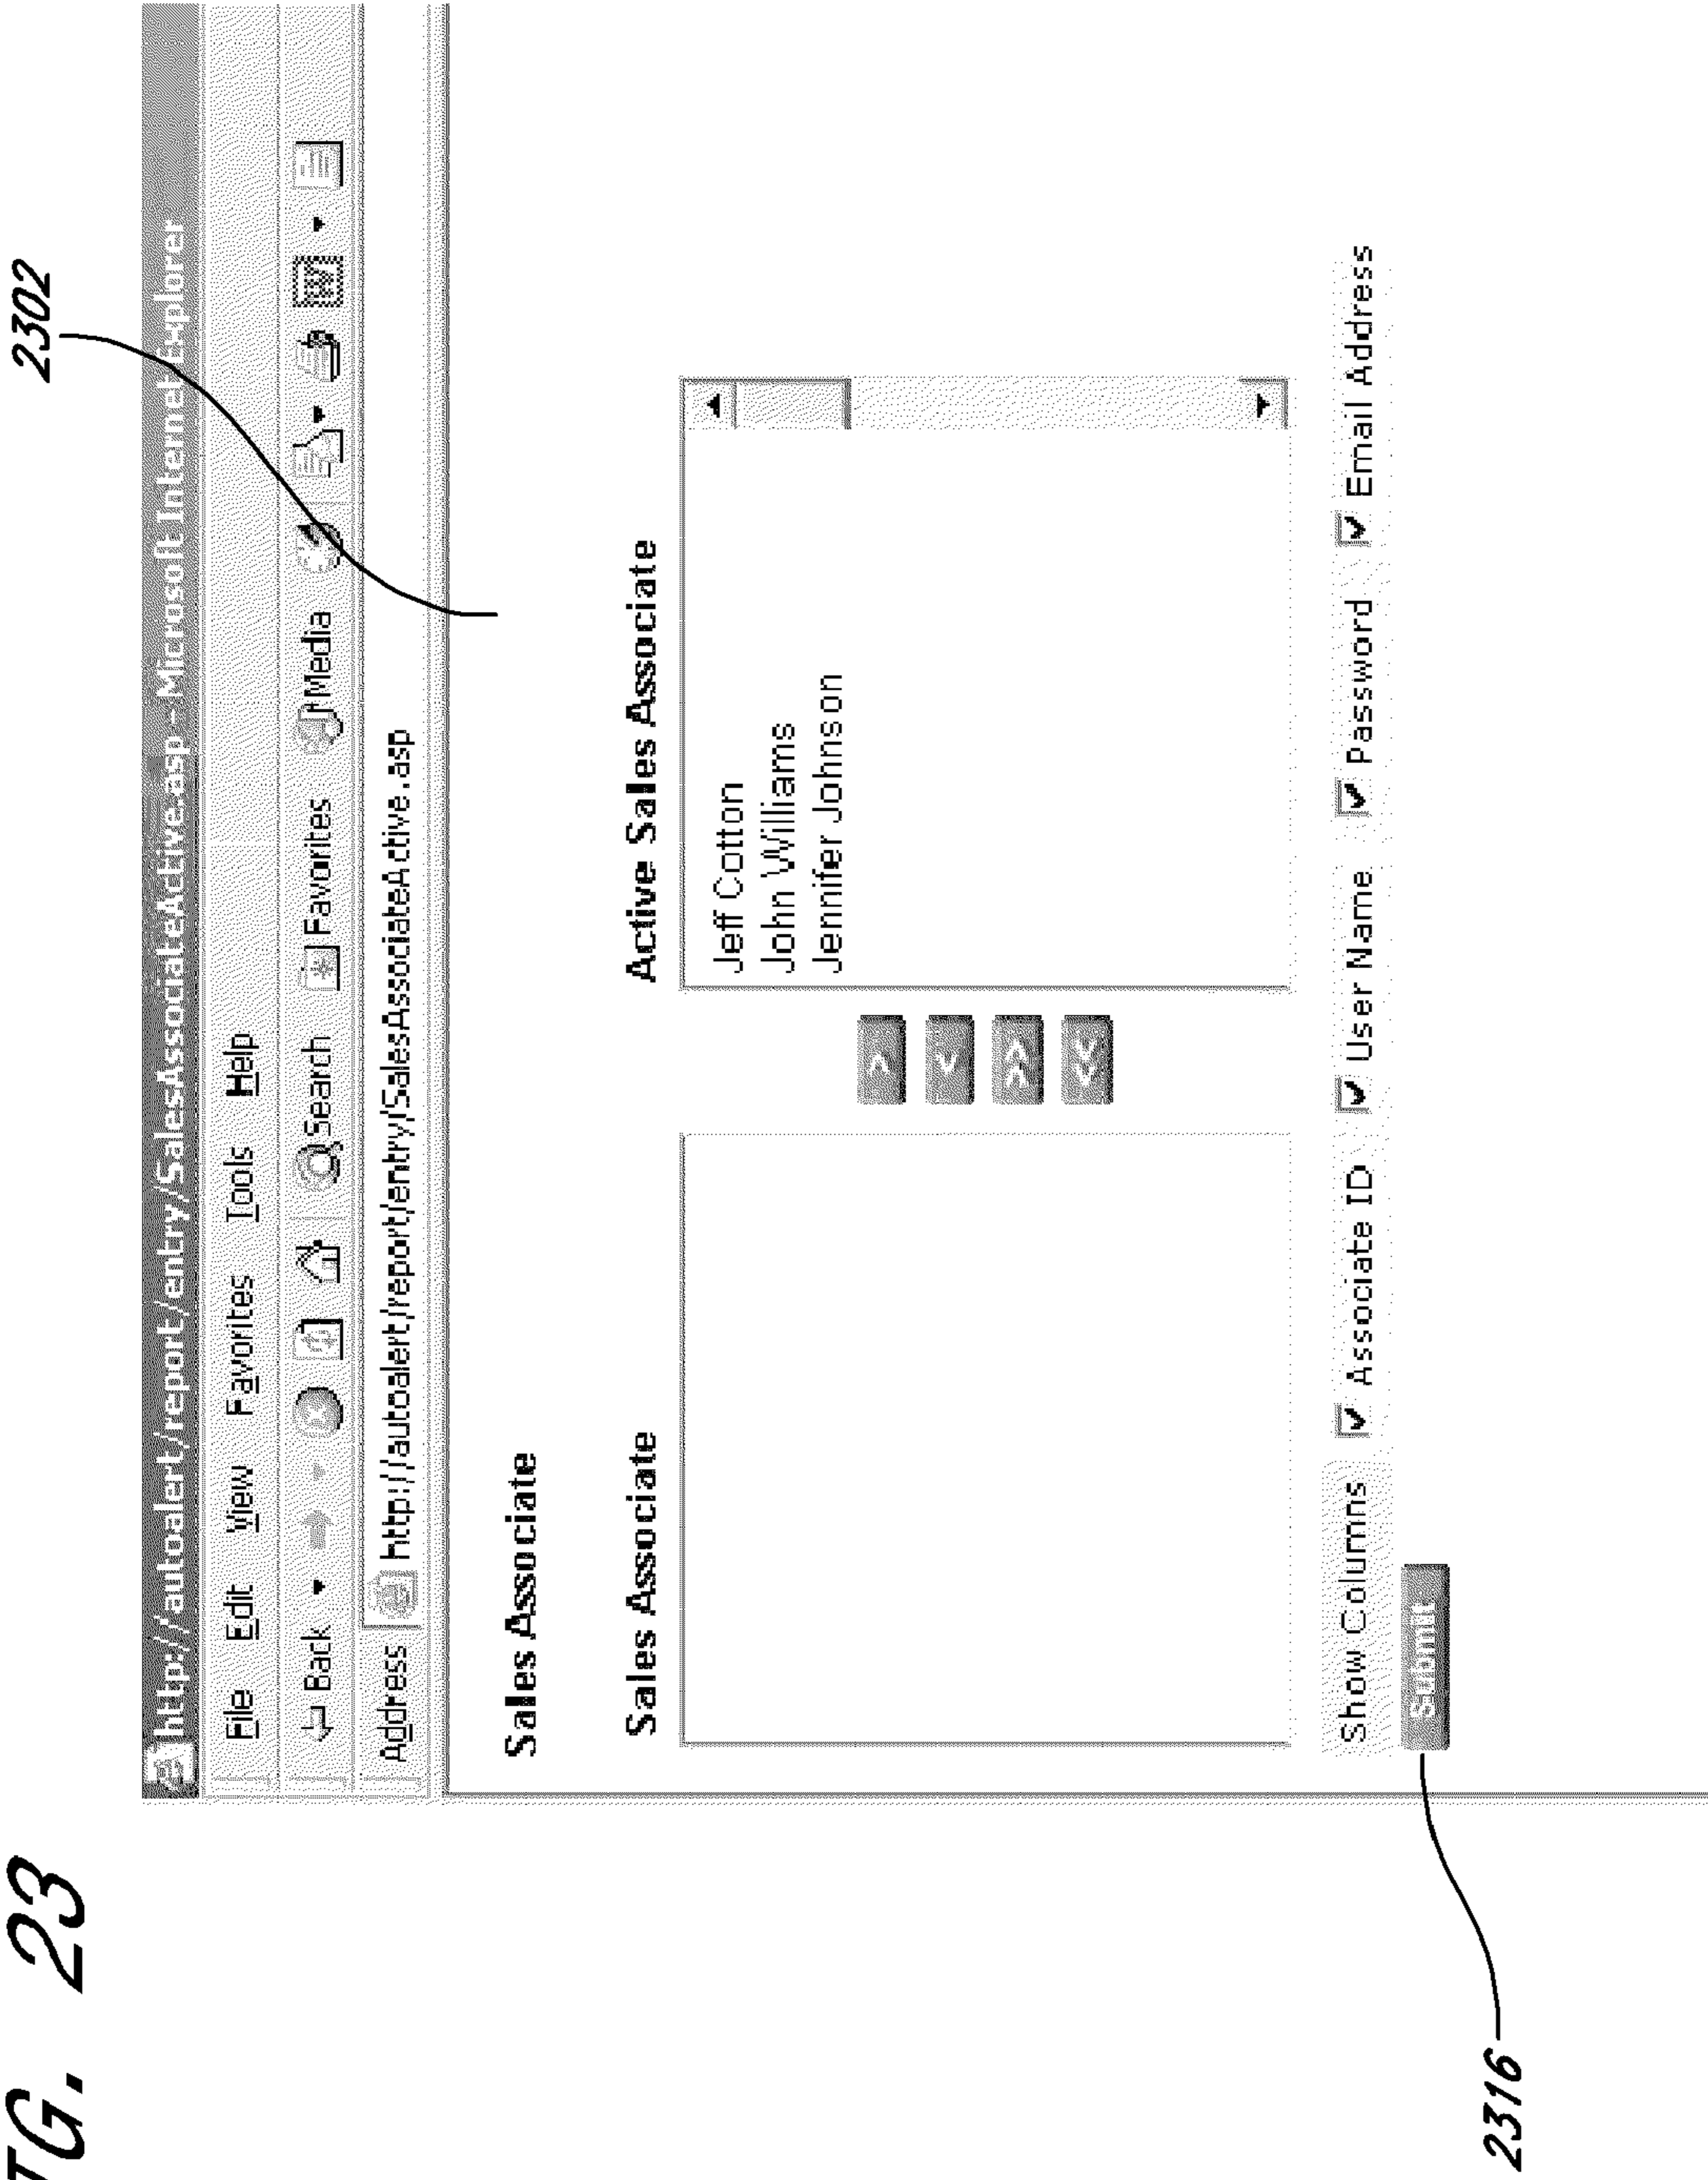 FIG. 23
2302
http://autoalert/report/entry/SalesAssociateActive.asp - Microsoft Internet Explorer
File Edit View Favorites Tools Help
Back Search Favorites Media W
Address http://autoalert/report/entry/SalesAssociateActive.asp
Sales Associate
Sales Associate Active Sales Associate
Jeff Cotton
John Williams
Jennifer Johnson
>
<
>>
<<
Show Columns Associate ID User Name Password Email Address
Submit
2316